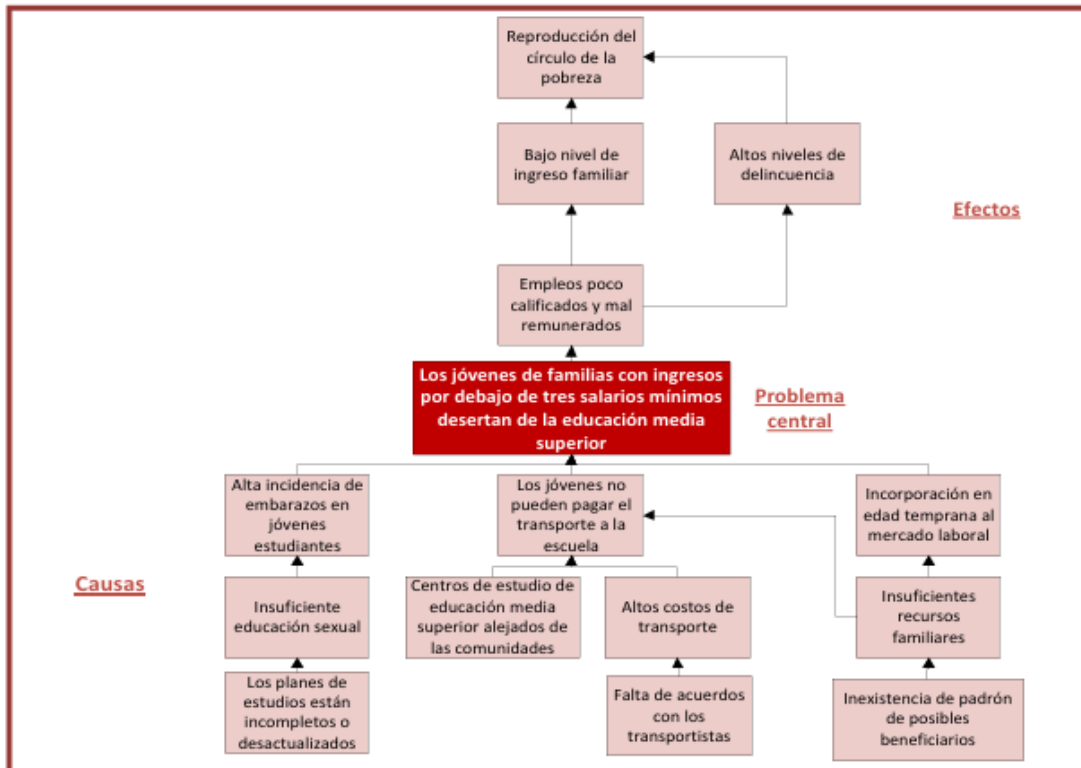 Reproducción del
círculo de la
pobreza
Bajo nivel de
ingreso familiar
Altos niveles de
delincuencia
Efectos
Empleos poco
calificados y mal
remunerados
Los jóvenes de familias con ingresos
por debajo de tres salarios mínimos
desertan de la educación media
superior
Problema
central
Alta incidencia de
embarazos en
jóvenes
estudiantes
Los jóvenes no
pueden pagar el
transporte a la
escuela
Incorporación en
edad temprana al
mercado laboral
Causas
Insuficiente
educación sexual
Centros de estudio de
educación media
superior alejados de
las comunidades
Altos costos de
transporte
Insuficientes
recursos
familiares
Los planes de
estudios están
incompletos o
desactualizados
Falta de acuerdos
con los
transportistas
Inexistencia de padrón
de posibles
beneficiarios